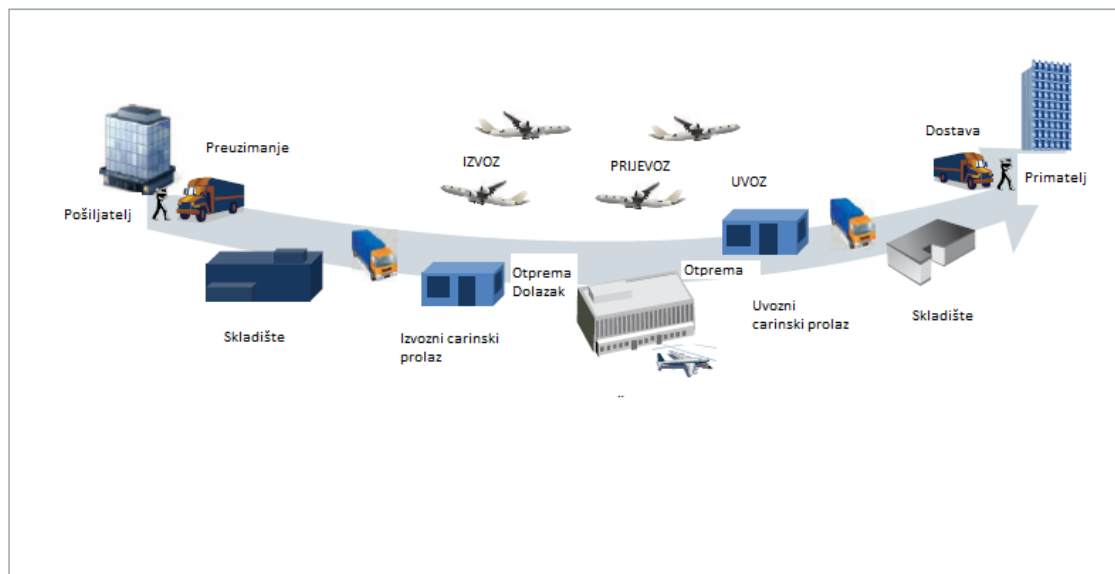 Dostava
Preuzimanje
IZVOZ
PRIJEVOZ
UVOZ
Primatelj
Pošiljatelj
Otprema
Dolazak
Otprema
Skladište
Izvozni carinski
prolaz
Uvozni
carinski prolaz
Skladište
..